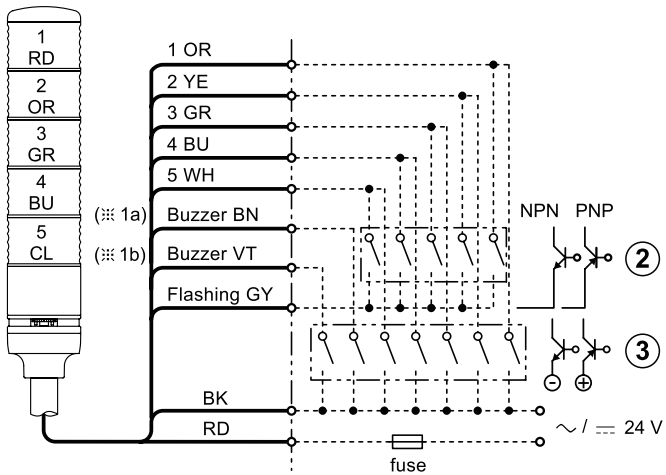 1
RD
2
OR
3
GR
4
BU
5
CL
1 OR
2 YE
3 GR
4 BU
5 WH
(※ 1a) Buzzer BN
(※ 1b) Buzzer VT
Flashing GY
BK
RD
fuse
NPN PNP
2
3
− +
~ / ⎓ 24 V